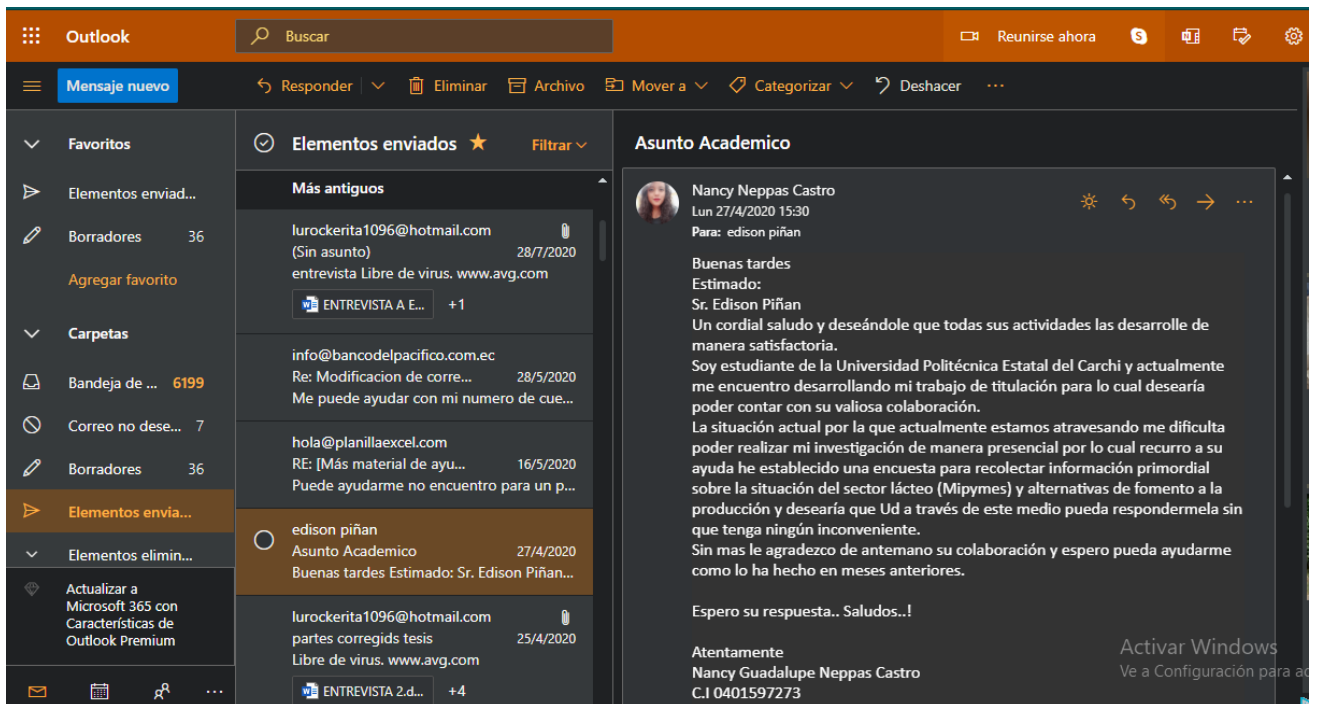 Outlook
Buscar
Reunirse ahora
Mensaje nuevo
Responder
Eliminar
Archivo
Mover a
Categorizar
Deshacer
Favoritos
Elementos enviad...
Borradores 36
Agregar favorito
Carpetas
Bandeja de ... 6199
Correo no dese... 7
Borradores 36
Elementos envia...
Elementos elimin...
Actualizar a
Microsoft 365 con
Características de
Outlook Premium
Elementos enviados
Filtrar
Más antiguos
lurockerita1096@hotmail.com
(Sin asunto) 28/7/2020
entrevista Libre de virus. www.avg.com
ENTREVISTA A E... +1
info@bancodelpacifico.com.ec
Re: Modificacion de corre... 28/5/2020
Me puede ayudar con mi numero de cue...
hola@planillaexcel.com
RE: [Más material de ayu... 16/5/2020
Puede ayudarme no encuentro para un p...
edison piñan
Asunto Academico 27/4/2020
Buenas tardes Estimado: Sr. Edison Piñan...
lurockerita1096@hotmail.com
partes corregids tesis 25/4/2020
Libre de virus. www.avg.com
ENTREVISTA 2.d... +4
Asunto Academico
Nancy Neppas Castro
Lun 27/4/2020 15:30
Para: edison piñan
Buenas tardes
Estimado:
Sr. Edison Piñan
Un cordial saludo y deseándole que todas sus actividades las desarrolle de
manera satisfactoria.
Soy estudiante de la Universidad Politécnica Estatal del Carchi y actualmente
me encuentro desarrollando mi trabajo de titulación para lo cual desearía
poder contar con su valiosa colaboración.
La situación actual por la que actualmente estamos atravesando me dificulta
poder realizar mi investigación de manera presencial por lo cual recurro a su
ayuda he establecido una encuesta para recolectar información primordial
sobre la situación del sector lácteo (Mipymes) y alternativas de fomento a la
producción y desearía que Ud a través de este medio pueda respondermela sin
que tenga ningún inconveniente.
Sin mas le agradezco de antemano su colaboración y espero pueda ayudarme
como lo ha hecho en meses anteriores.
Espero su respuesta.. Saludos..!
Atentamente
Nancy Guadalupe Neppas Castro
C.I 0401597273
Activar Windows
Ve a Configuración para ac